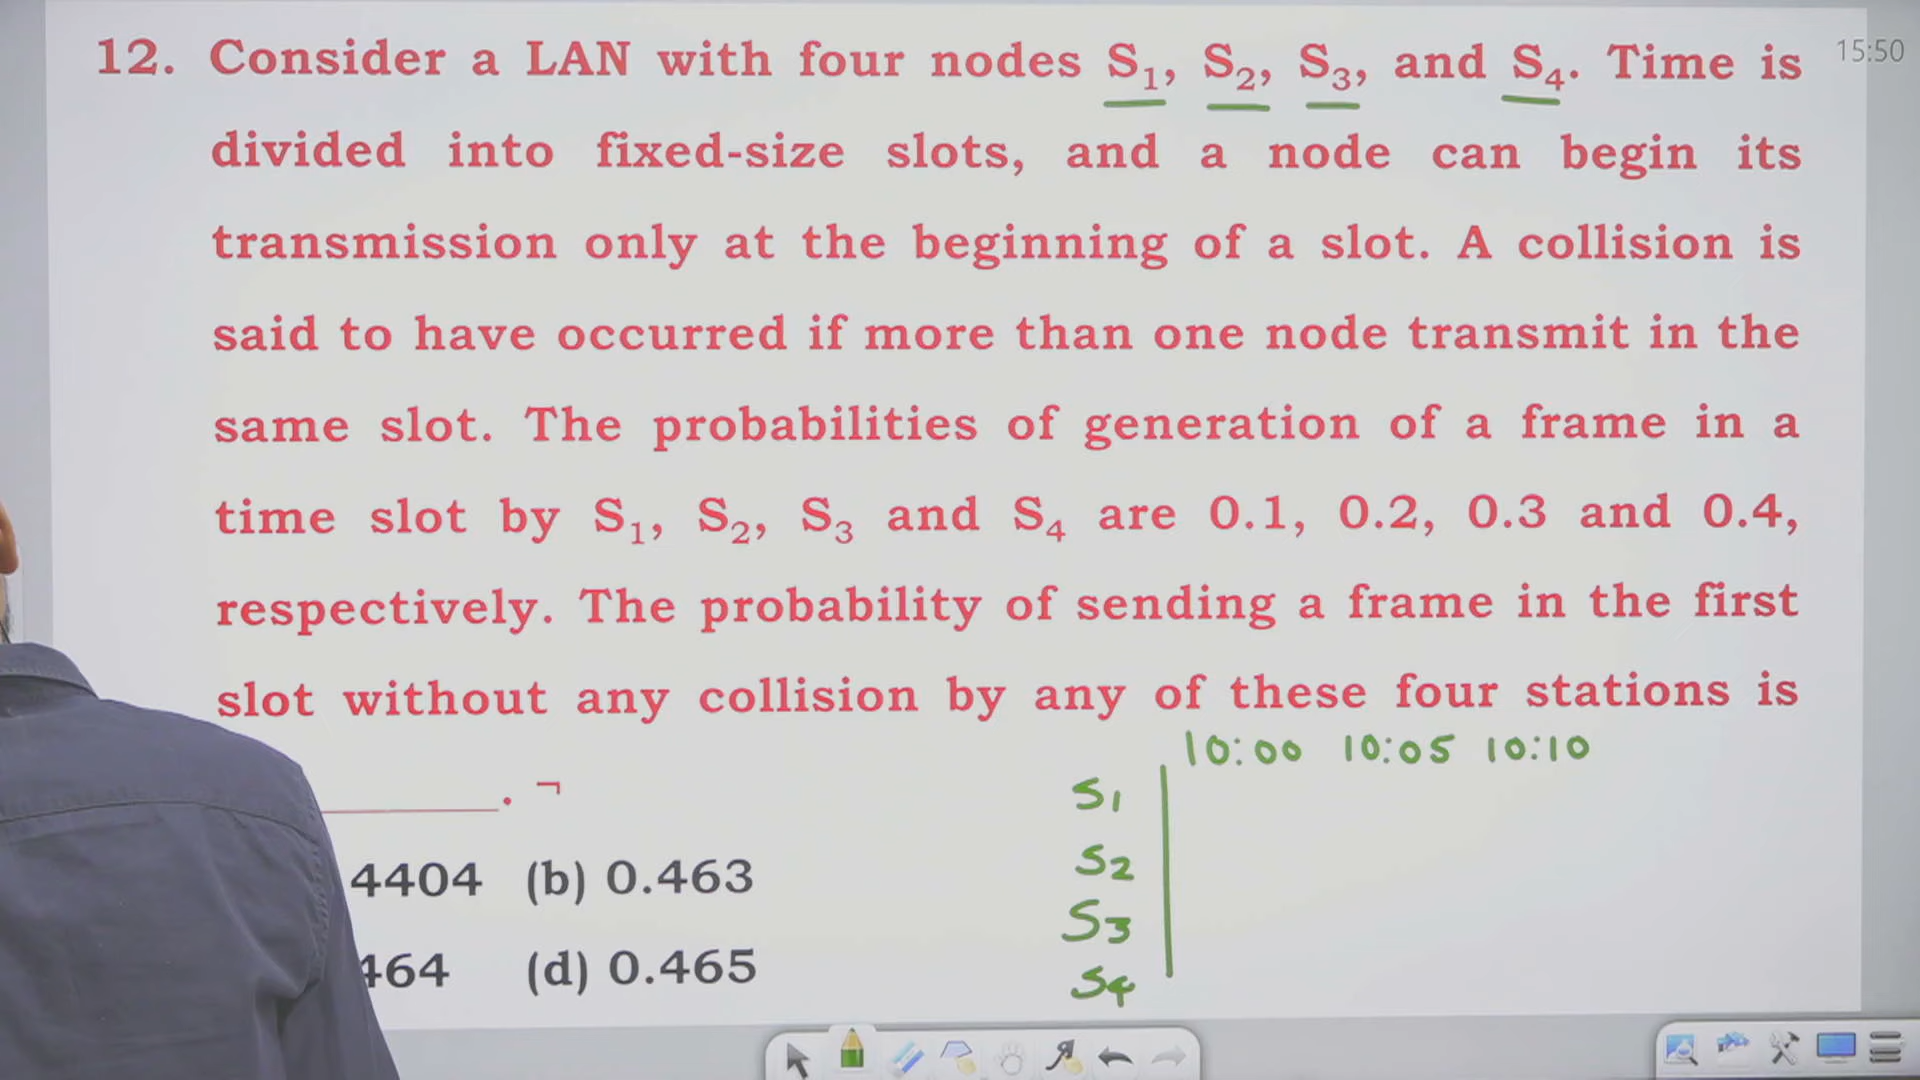 12. Consider a LAN with four nodes S₁, S₂, S₃, and S₄. Time is
15:50
divided into fixed-size slots, and a node can begin its
transmission only at the beginning of a slot. A collision is
said to have occurred if more than one node transmit in the
same slot. The probabilities of generation of a frame in a
time slot by S₁, S₂, S₃ and S₄ are 0.1, 0.2, 0.3 and 0.4,
respectively. The probability of sending a frame in the first
slot without any collision by any of these four stations is
________. ¬
10:00 10:05 10:10
S1
S2
S3
S4
4404 (b) 0.463
464 (d) 0.465